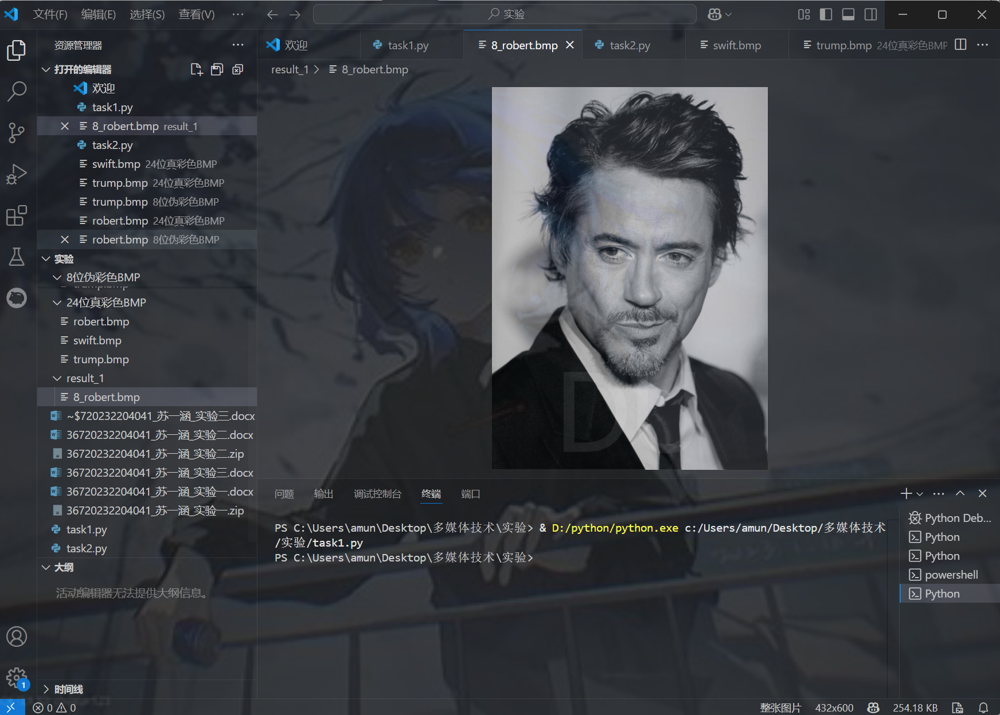 文件(F) 编辑(E) 选择(S) 查看(V) ··· 实验
资源管理器 ···
打开的编辑器
欢迎
task1.py
8_robert.bmp result_1
task2.py
swift.bmp 24位真彩色BMP
trump.bmp 24位真彩色BMP
trump.bmp 8位伪彩色BMP
robert.bmp 24位真彩色BMP
robert.bmp 8位伪彩色BMP
实验
8位伪彩色BMP
trump.bmp
24位真彩色BMP
robert.bmp
swift.bmp
trump.bmp
result_1
8_robert.bmp
~$720232204041_苏一涵_实验三.docx
36720232204041_苏一涵_实验二.docx
36720232204041_苏一涵_实验二.zip
36720232204041_苏一涵_实验三.docx
36720232204041_苏一涵_实验一.docx
36720232204041_苏一涵_实验一.zip
task1.py
task2.py
大纲
活动编辑器无法提供大纲信息。
时间线
欢迎 task1.py 8_robert.bmp task2.py swift.bmp trump.bmp 24位真彩色BMP ···
result_1 > 8_robert.bmp
问题 输出 调试控制台 终端 端口
PS C:\Users\amun\Desktop\多媒体技术\实验> & D:/python/python.exe c:/Users/amun/Desktop/多媒体技术
/实验/task1.py
PS C:\Users\amun\Desktop\多媒体技术\实验>
Python Deb...
Python
Python
powershell
Python
1
0 0 整张图片 432x600 254.18 KB